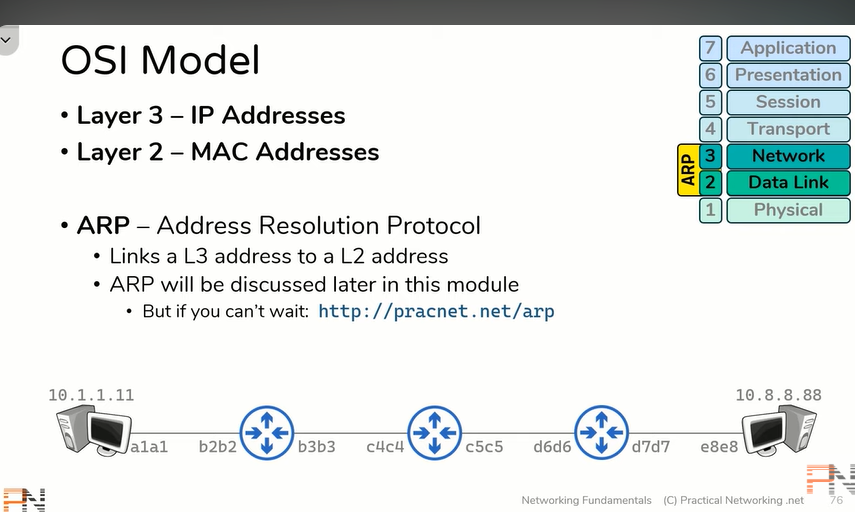 OSI Model
• Layer 3 – IP Addresses
• Layer 2 – MAC Addresses
• ARP – Address Resolution Protocol
• Links a L3 address to a L2 address
• ARP will be discussed later in this module
• But if you can’t wait: http://pracnet.net/arp
7 Application
6 Presentation
5 Session
4 Transport
ARP
3 Network
2 Data Link
1 Physical
10.1.1.11
10.8.8.88
a1a1 b2b2 b3b3 c4c4 c5c5 d6d6 d7d7 e8e8
PN
PN
Networking Fundamentals (C) Practical Networking .net 76